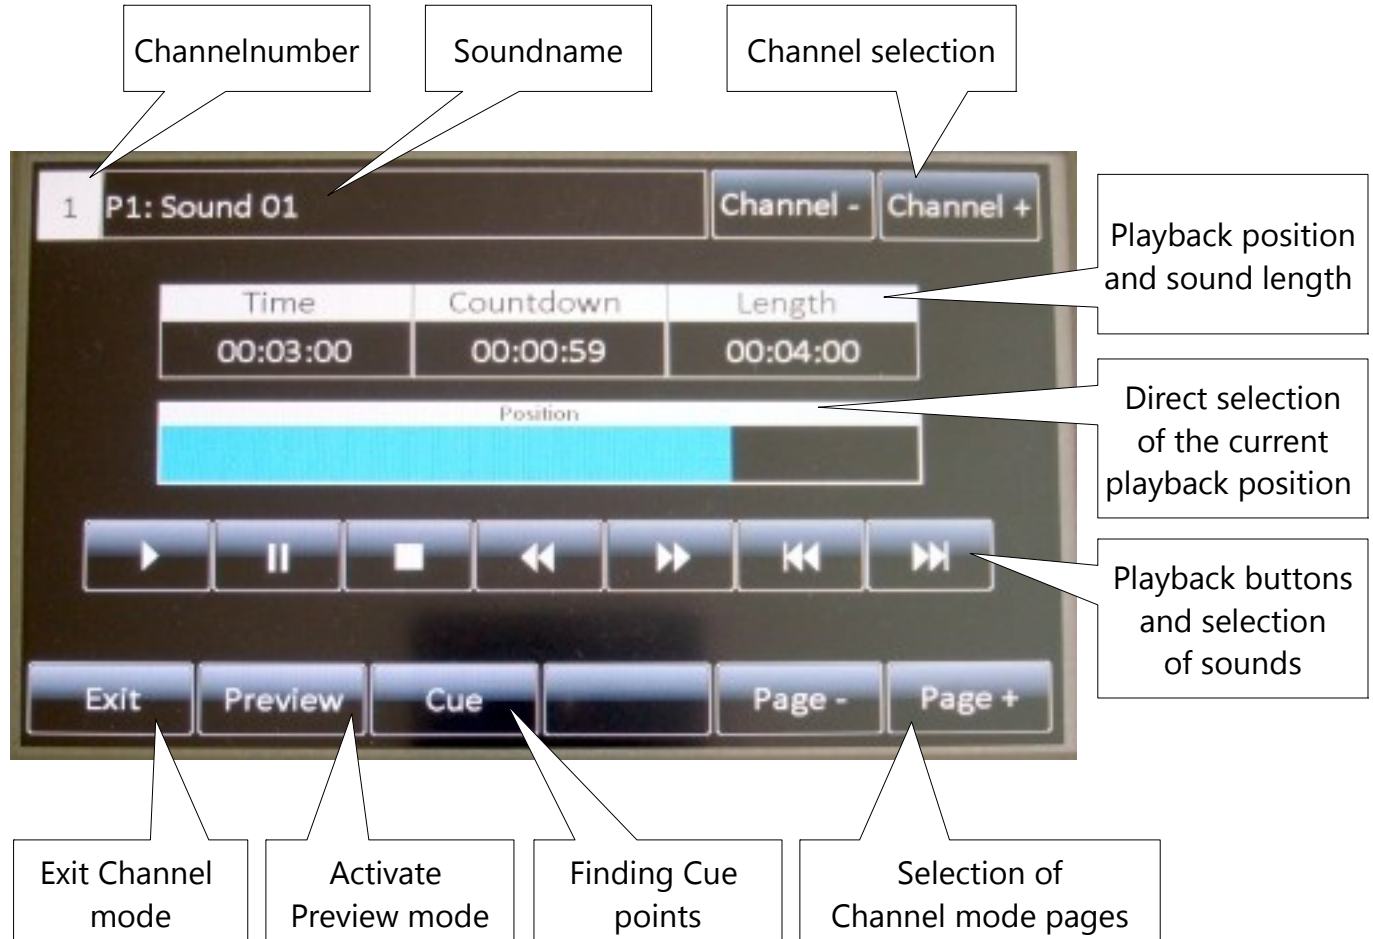 Channelnumber
Soundname
Channel selection
1 P1: Sound 01 Channel - Channel +
Playback position
and sound length
Time Countdown Length
00:03:00 00:00:59 00:04:00
Position
Direct selection
of the current
playback position
Playback buttons
and selection
of sounds
Exit Preview Cue Page - Page +
Exit Channel
mode
Activate
Preview mode
Finding Cue
points
Selection of
Channel mode pages